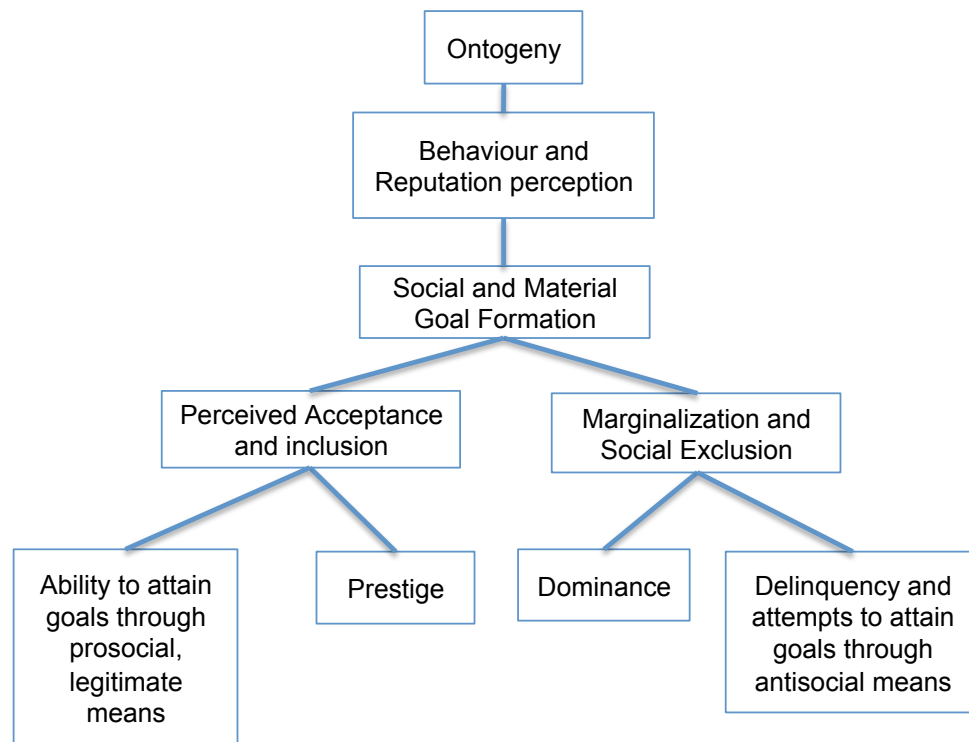 Ontogeny
Behaviour and
Reputation perception
Social and Material
Goal Formation
Perceived Acceptance
and inclusion
Marginalization and
Social Exclusion
Ability to attain
goals through
prosocial,
legitimate
means
Prestige
Dominance
Delinquency and
attempts to attain
goals through
antisocial means